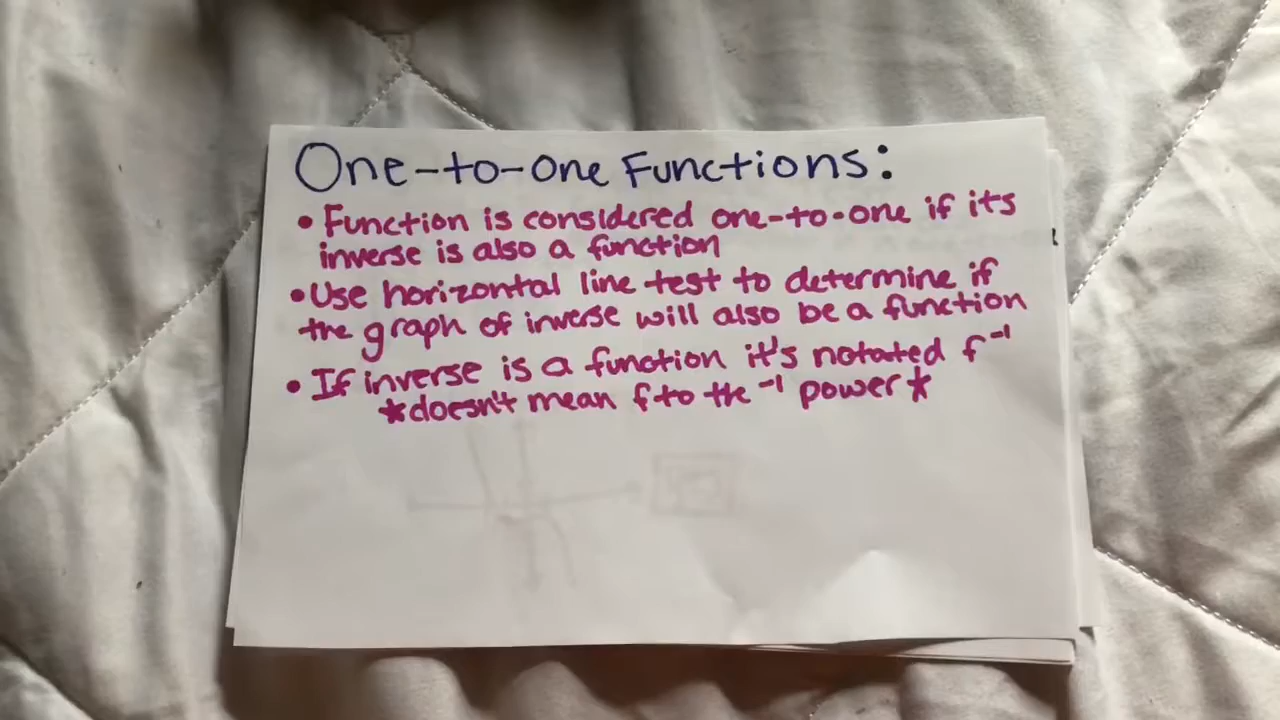 One-to-one Functions:
• Function is considered one-to-one if its
inverse is also a function
• Use horizontal line test to determine if
the graph of inverse will also be a function
• If inverse is a function it's notated f⁻¹
*doesn't mean f to the ⁻¹ power*